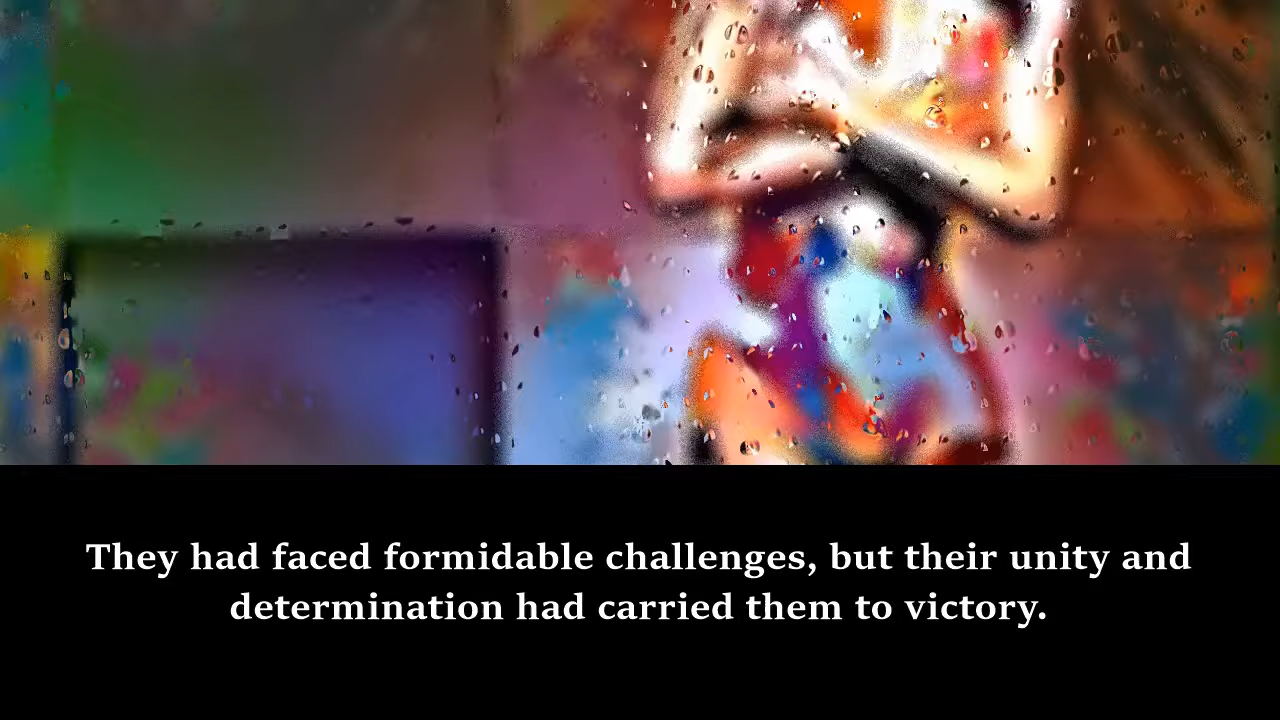 They had faced formidable challenges, but their unity and
determination had carried them to victory.